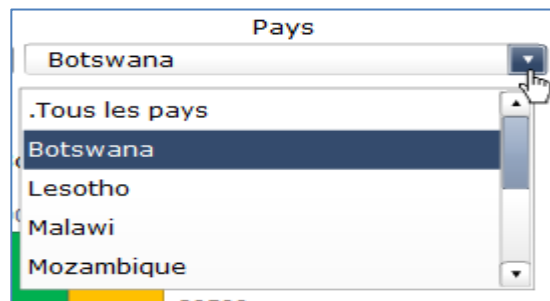 Pays
Botswana
.Tous les pays
Botswana
Lesotho
Malawi
Mozambique